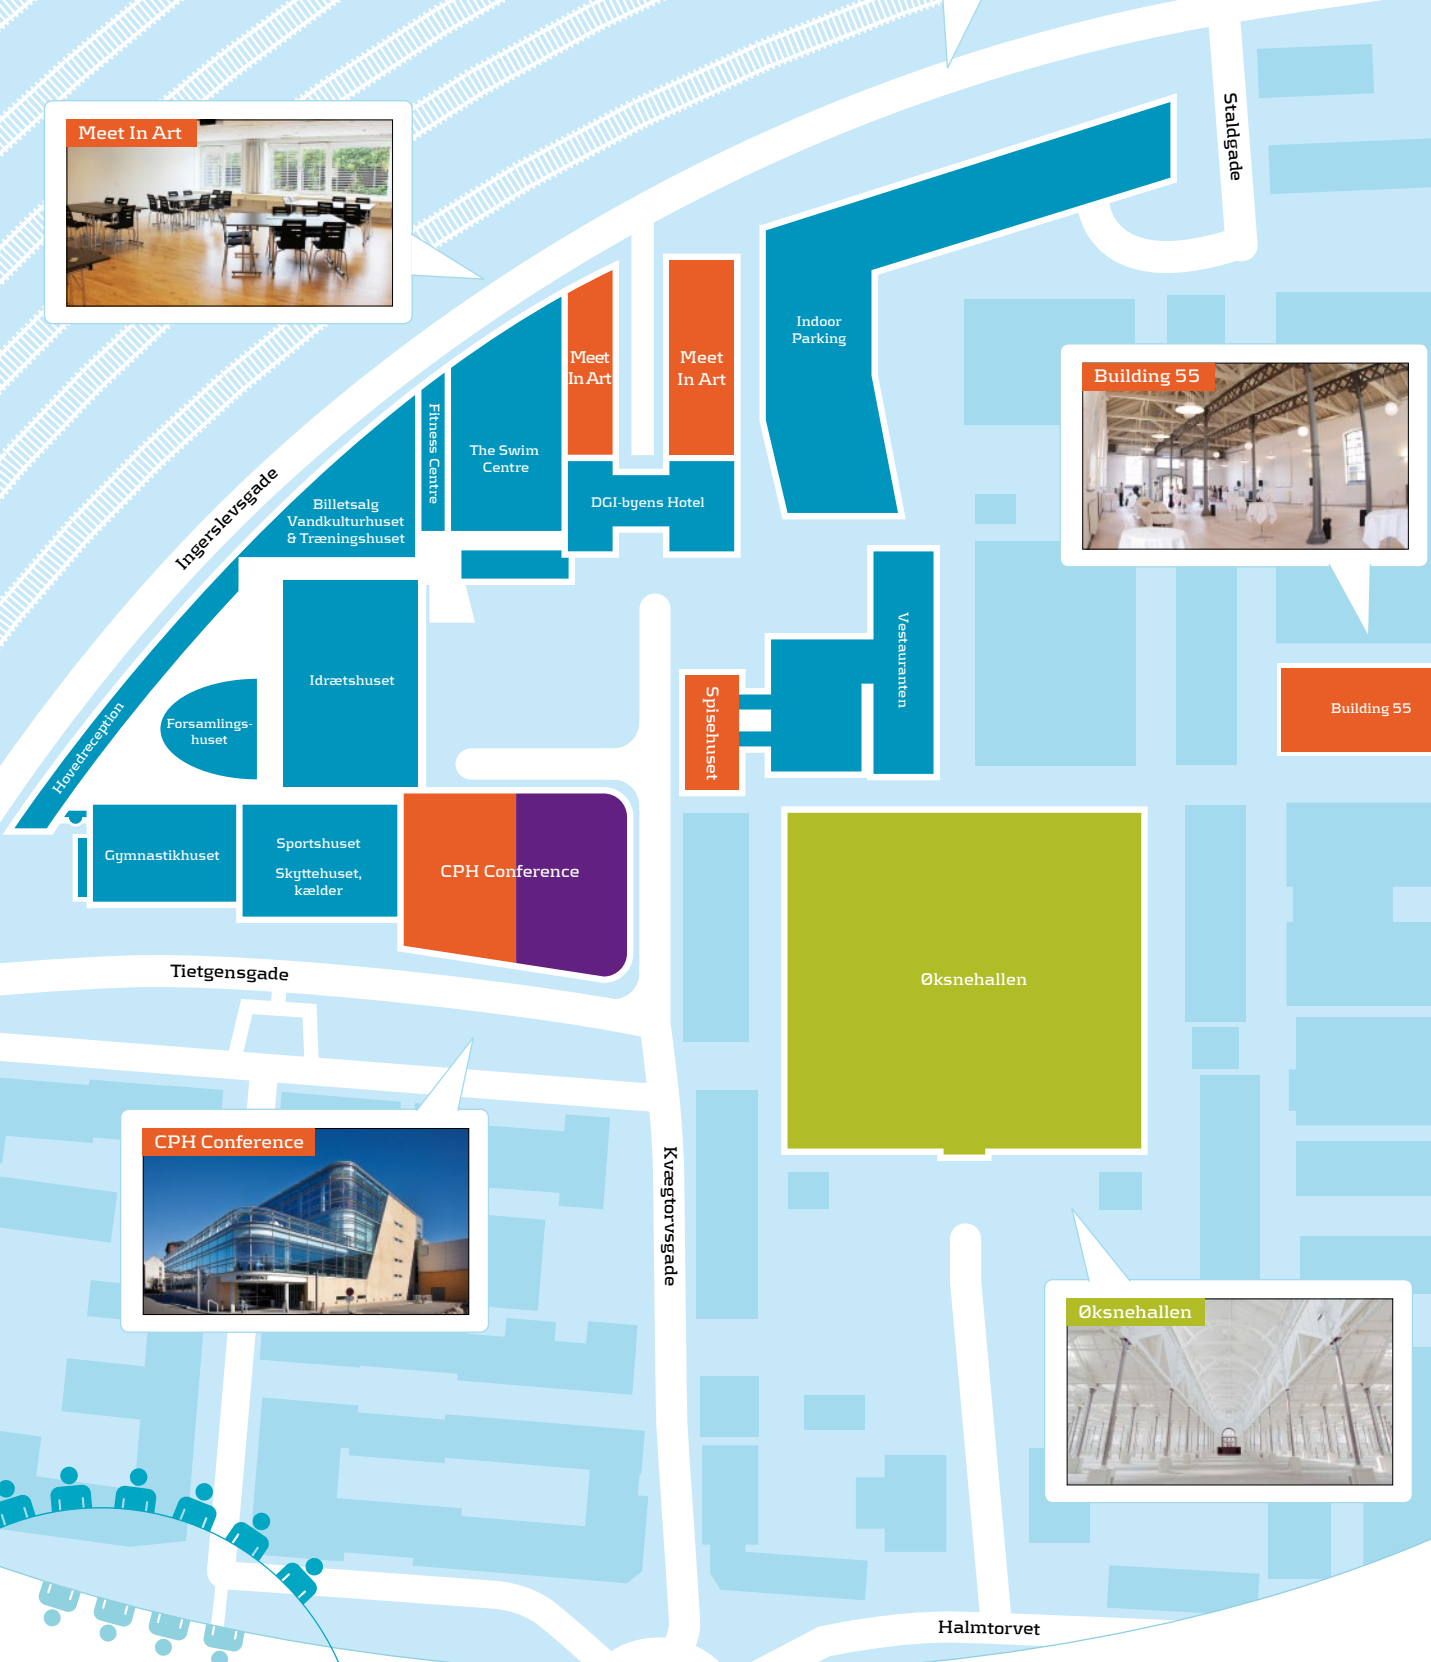 Staldgade
Meet In Art
Indoor
Parking
Meet
In Art
Meet
In Art
Building 55
Fitness Centre
The Swim
Centre
Ingerslevsgade
Billetsalg
Vandkulturhuset
& Træningshuset
DGI-byens Hotel
Vestauranten
Idrætshuset
Spisehuset
Building 55
Forsamlings-
huset
Hovedreception
Gymnastikhuset
Sportshuset
Skyttehuset,
kælder
CPH Conference
Tietgensgade
Øksnehallen
CPH Conference
Kvægtorvsgade
Øksnehallen
Halmtorvet